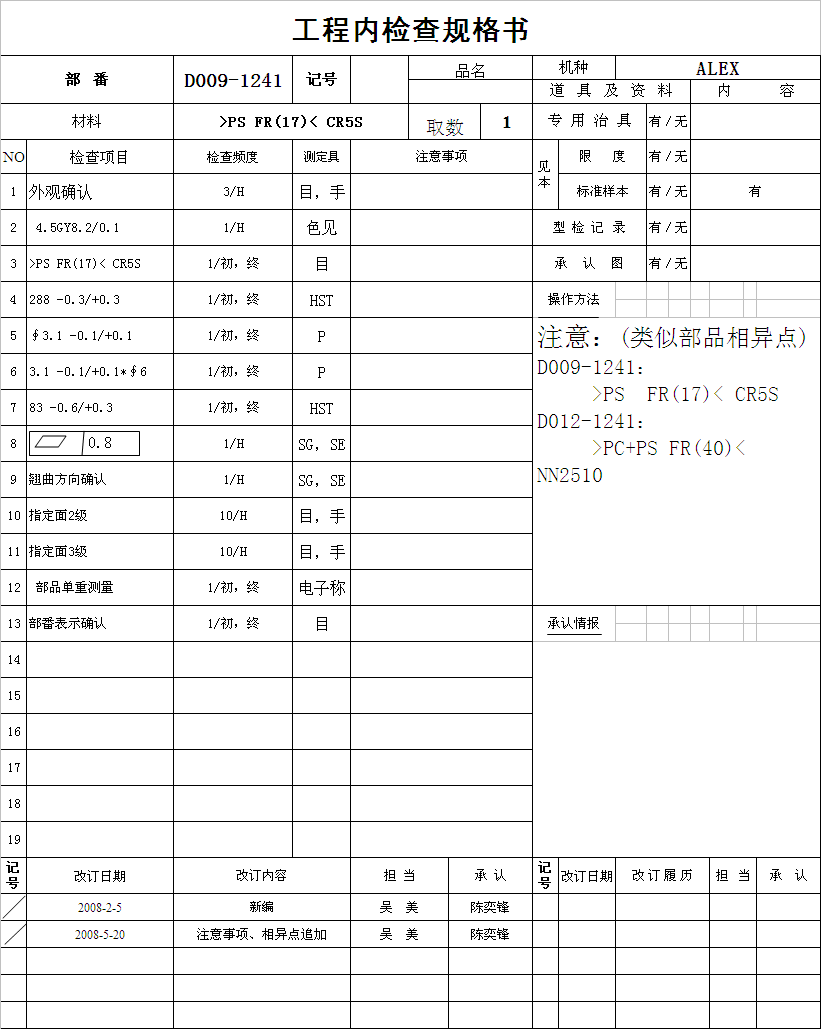 工程内检查规格书
部 番 D009-1241 记号 品名 机种 ALEX
道 具 及 资 料 内 容
材料 >PS FR(17)< CR5S 取数 1 专 用 治 具 有/无
NO 检查项目 检查频度 测定具 注意事项 见本 限 度 有/无
1 外观确认 3/H 目，手 标准样本 有/无 有
2 4.5GY8.2/0.1 1/H 色见 型 检 记 录 有/无
3 >PS FR(17)< CR5S 1/初，终 目 承 认 图 有/无
4 288 -0.3/+0.3 1/初，终 HST 操作方法
5 ∮3.1 -0.1/+0.1 1/初，终 P
6 3.1 -0.1/+0.1*∮6 1/初，终 P
7 83 -0.6/+0.3 1/初，终 HST
8 ▱ 0.8 1/H SG，SE
9 翘曲方向确认 1/H SG，SE
10 指定面2级 10/H 目，手
11 指定面3级 10/H 目，手
12 部品单重测量 1/初，终 电子称
注意：(类似部品相异点)
D009-1241:
>PS FR(17)< CR5S
D012-1241:
>PC+PS FR(40)<
NN2510
13 部番表示确认 1/初，终 目 承认情报
14
15
16
17
18
19
记号 改订日期 改订内容 担 当 承 认 记号 改订日期 改订履历 担 当 承 认
2008-2-5 新编 吴 美 陈奕锋
2008-5-20 注意事项、相异点追加 吴 美 陈奕锋